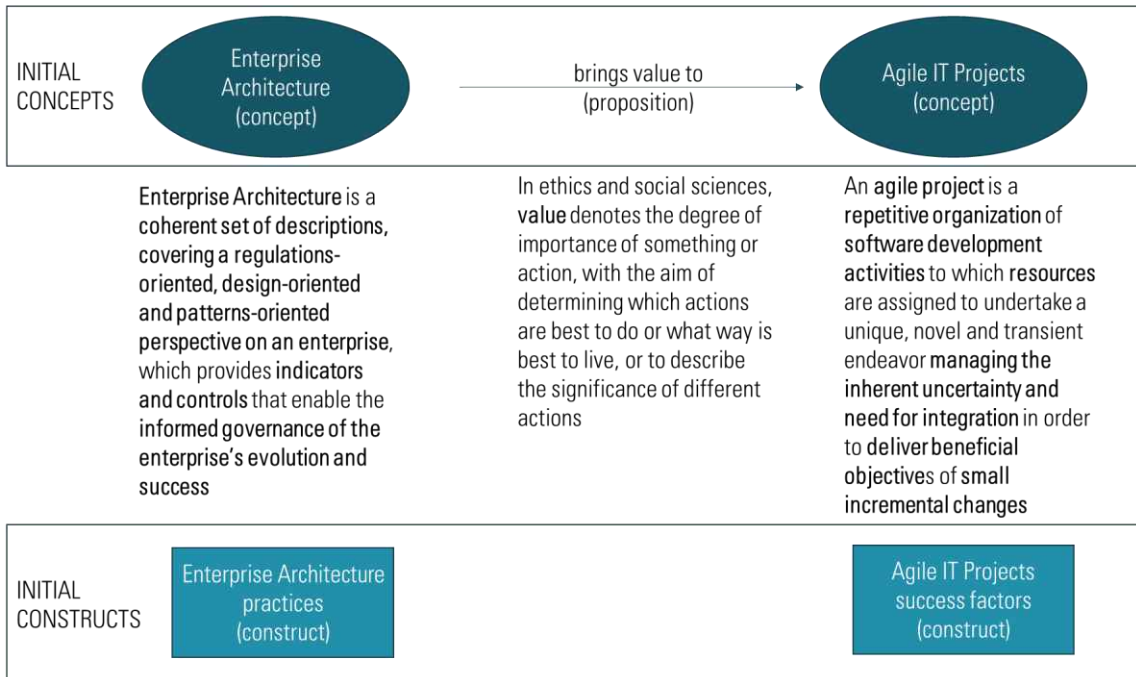 INITIAL
CONCEPTS
Enterprise
Architecture
(concept)
brings value to
(proposition)
Agile IT Projects
(concept)
Enterprise Architecture is a
coherent set of descriptions,
covering a regulations-
oriented, design-oriented
and patterns-oriented
perspective on an enterprise,
which provides indicators
and controls that enable the
informed governance of the
enterprise's evolution and
success
In ethics and social sciences,
value denotes the degree of
importance of something or
action, with the aim of
determining which actions
are best to do or what way is
best to live, or to describe
the significance of different
actions
An agile project is a
repetitive organization of
software development
activities to which resources
are assigned to undertake a
unique, novel and transient
endeavor managing the
inherent uncertainty and
need for integration in order
to deliver beneficial
objectives of small
incremental changes
INITIAL
CONSTRUCTS
Enterprise Architecture
practices
(construct)
Agile IT Projects
success factors
(construct)